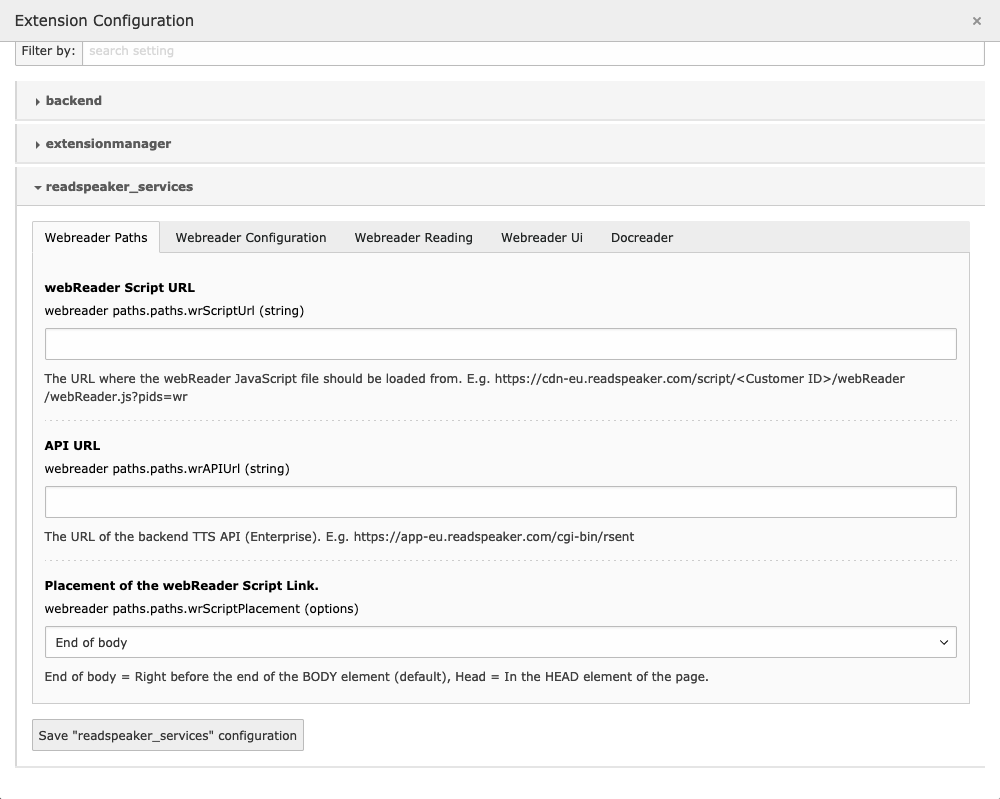 Extension Configuration
Filter by: search setting
backend
extensionmanager
readspeaker_services
Webreader Paths Webreader Configuration Webreader Reading Webreader Ui Docreader
webReader Script URL
webreader paths.paths.wrScriptUrl (string)
The URL where the webReader JavaScript file should be loaded from. E.g. https://cdn-eu.readspeaker.com/script/<Customer ID>/webReader
/webReader.js?pids=wr
API URL
webreader paths.paths.wrAPIUrl (string)
The URL of the backend TTS API (Enterprise). E.g. https://app-eu.readspeaker.com/cgi-bin/rsent
Placement of the webReader Script Link.
webreader paths.paths.wrScriptPlacement (options)
End of body
End of body = Right before the end of the BODY element (default), Head = In the HEAD element of the page.
Save "readspeaker_services" configuration